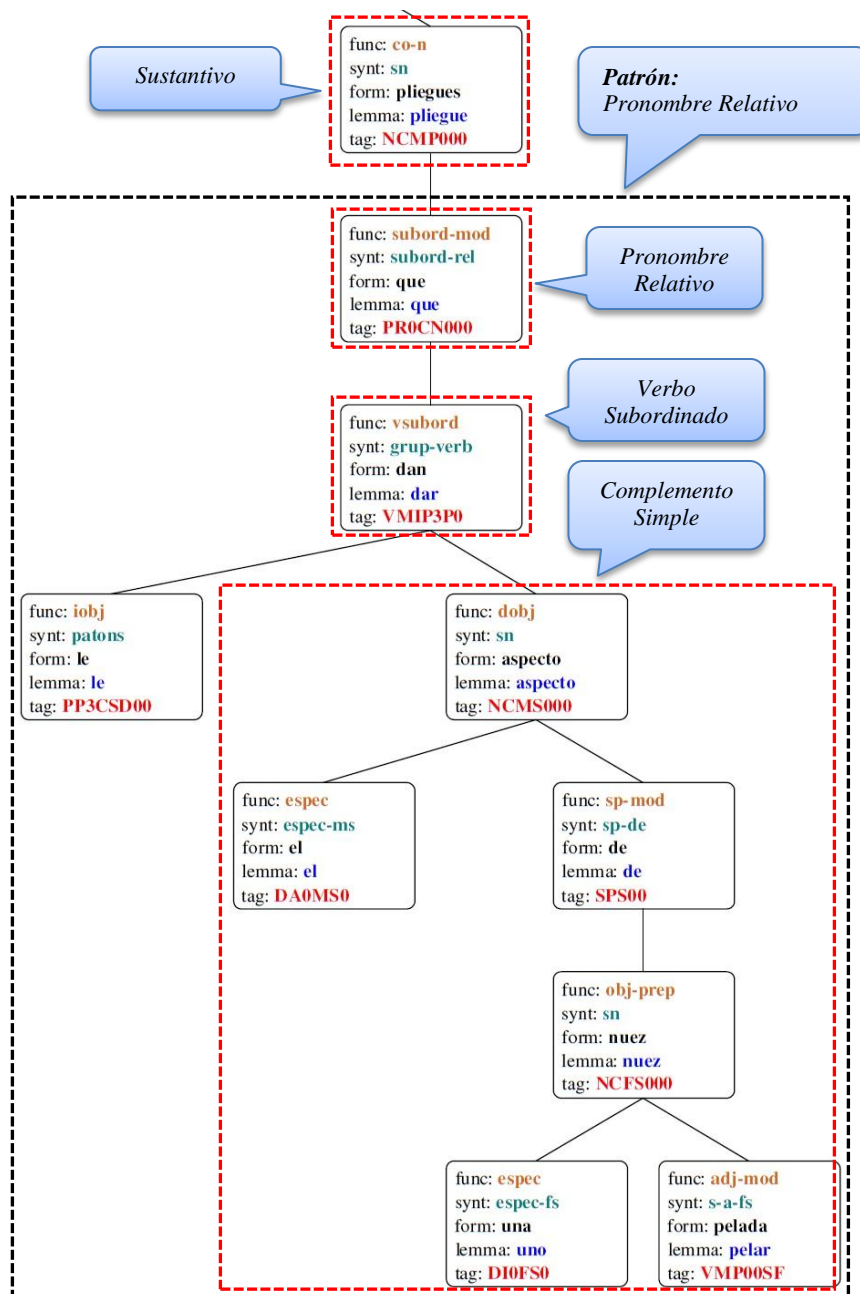 Sustantivo
func: co-n
synt: sn
form: pliegues
lemma: pliegue
tag: NCMP000
Patrón:
Pronombre Relativo
func: subord-mod
synt: subord-rel
form: que
lemma: que
tag: PR0CN000
Pronombre
Relativo
func: vsubord
synt: grup-verb
form: dan
lemma: dar
tag: VMIP3P0
Verbo
Subordinado
Complemento
Simple
func: iobj
synt: patons
form: le
lemma: le
tag: PP3CSD00
func: dobj
synt: sn
form: aspecto
lemma: aspecto
tag: NCMS000
func: espec
synt: espec-ms
form: el
lemma: el
tag: DA0MS0
func: sp-mod
synt: sp-de
form: de
lemma: de
tag: SPS00
func: obj-prep
synt: sn
form: nuez
lemma: nuez
tag: NCFS000
func: espec
synt: espec-fs
form: una
lemma: uno
tag: DI0FS0
func: adj-mod
synt: s-a-fs
form: pelada
lemma: pelar
tag: VMP00SF